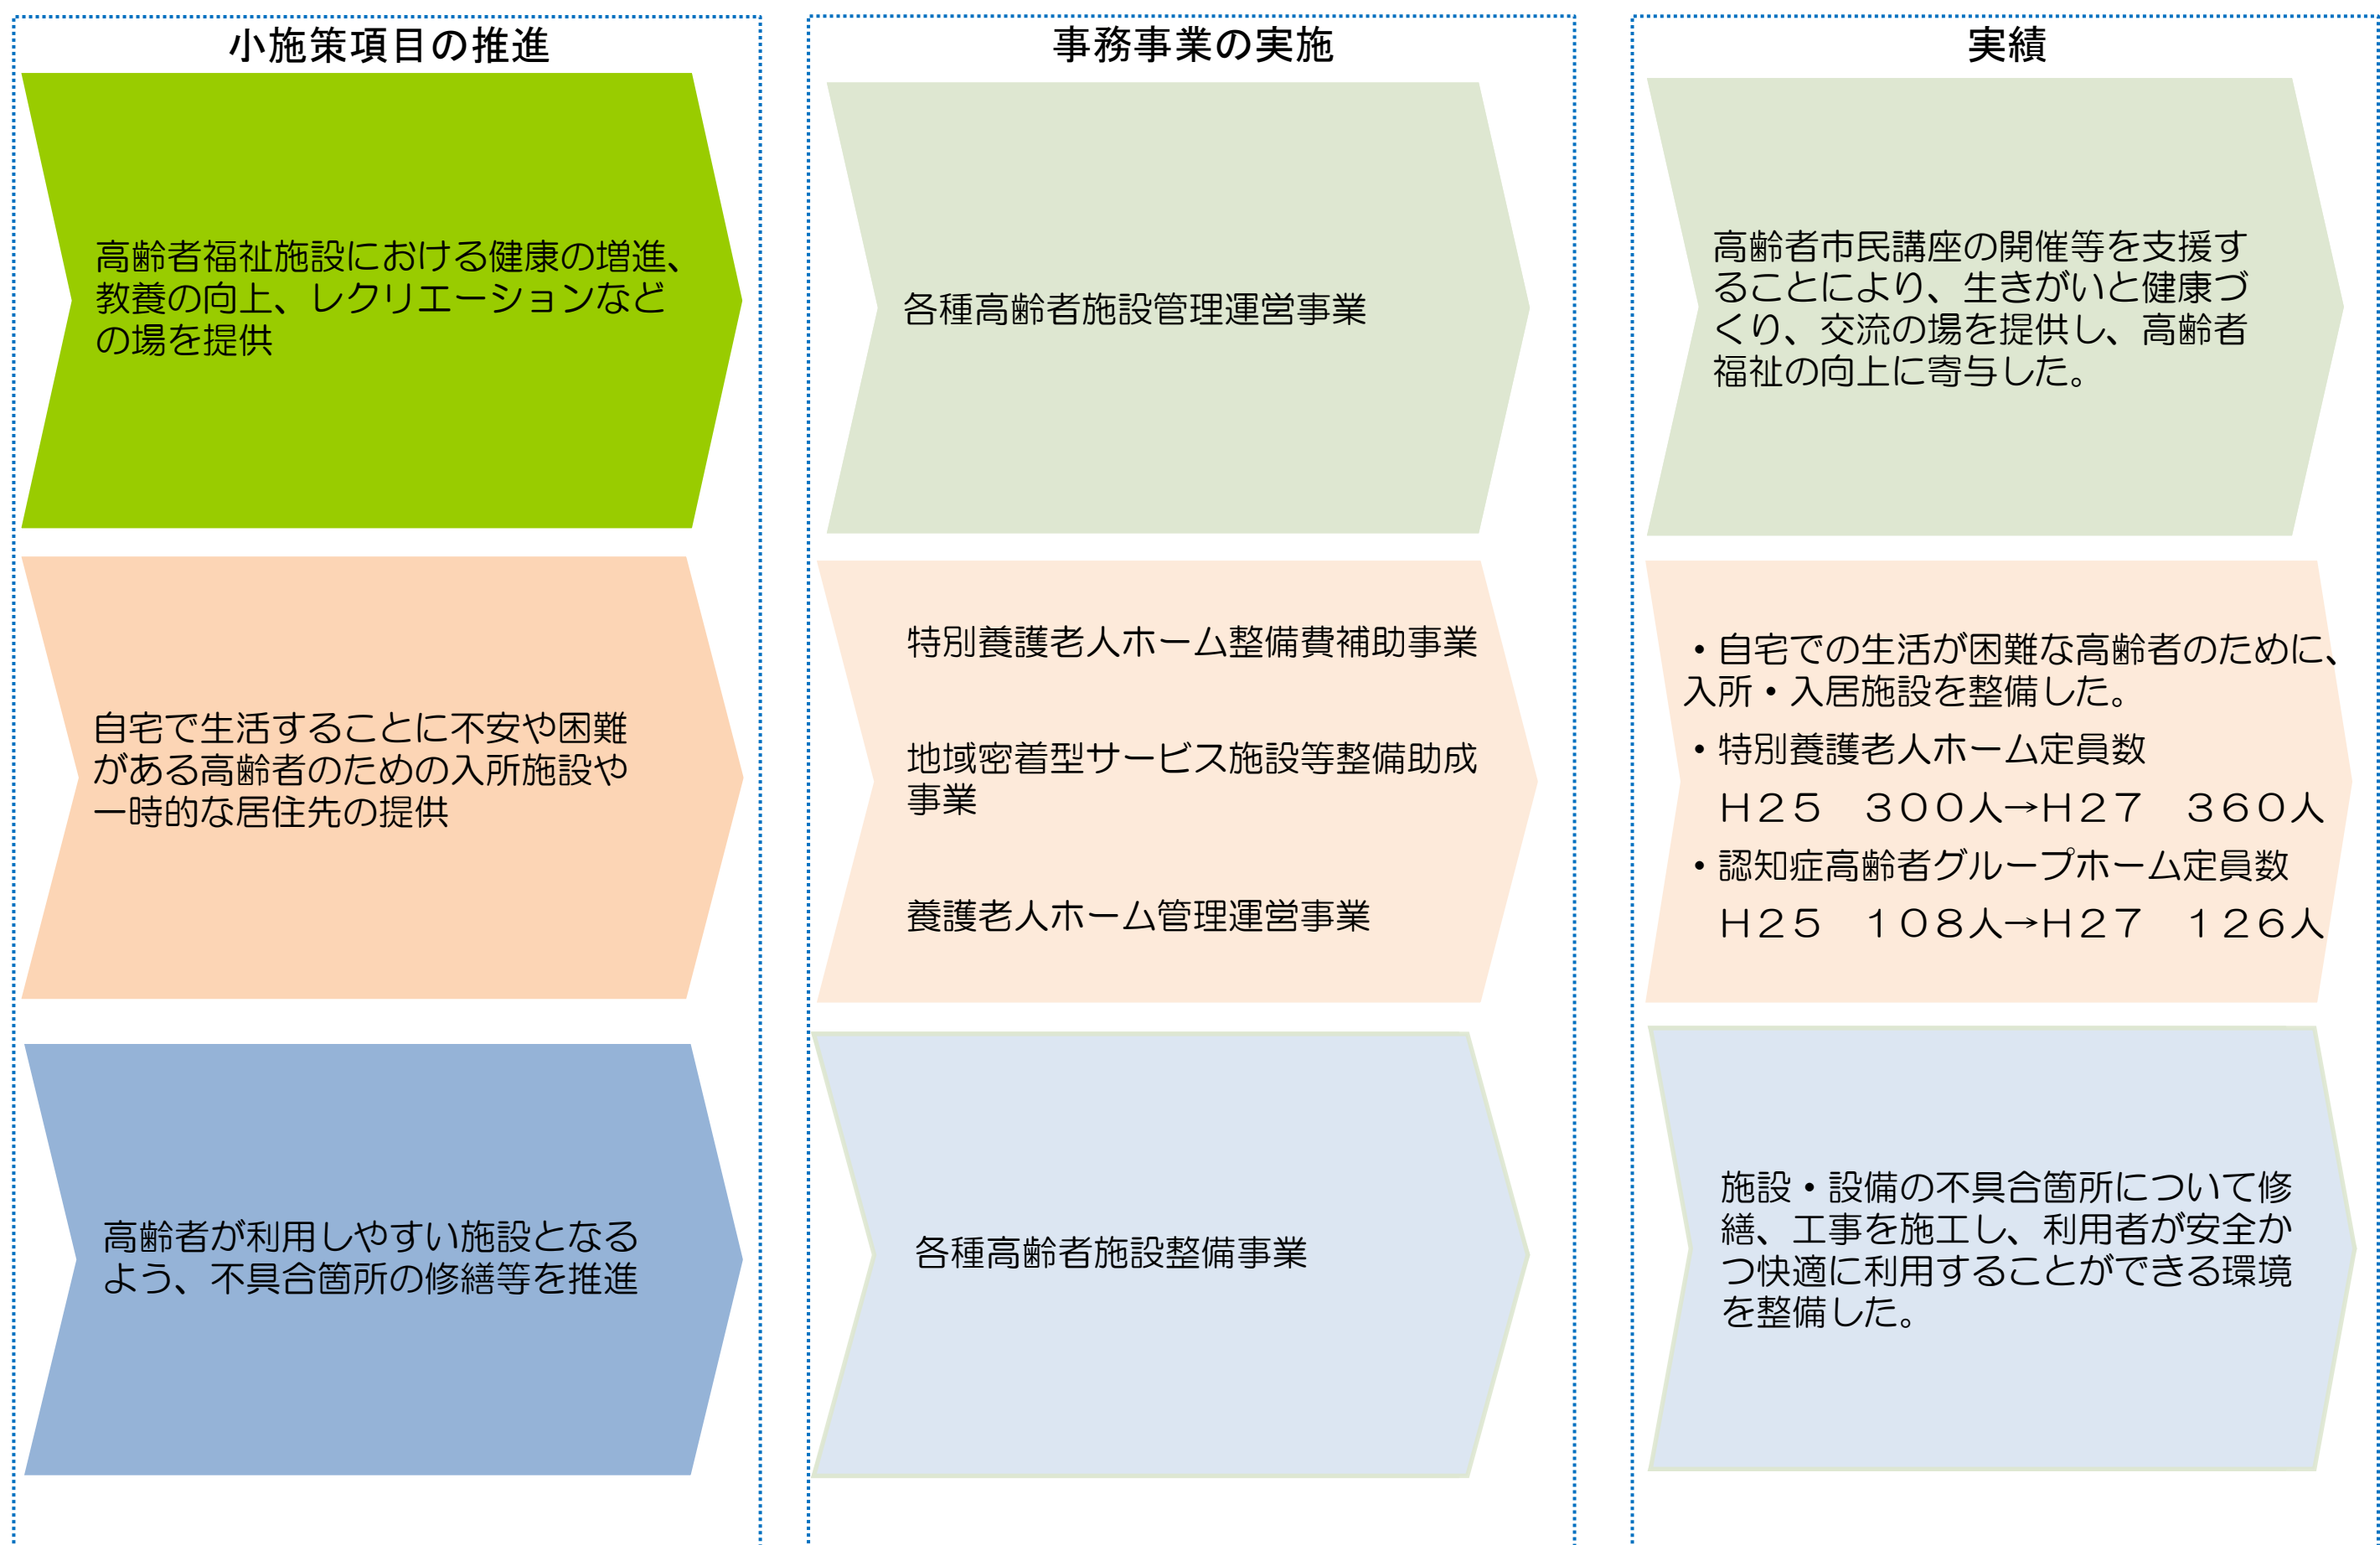 小施策項目の推進
高齢者福祉施設における健康の増進、
教養の向上、レクリエーションなど
の場を提供
自宅で生活することに不安や困難
がある高齢者のための入所施設や
一時的な居住先の提供
高齢者が利用しやすい施設となる
よう、不具合箇所の修繕等を推進
事務事業の実施
各種高齢者施設管理運営事業
特別養護老人ホーム整備費補助事業
地域密着型サービス施設等整備助成
事業
養護老人ホーム管理運営事業
各種高齢者施設整備事業
実績
高齢者市民講座の開催等を支援す
ることにより、生きがいと健康づ
くり、交流の場を提供し、高齢者
福祉の向上に寄与した。
・自宅での生活が困難な高齢者のために、
入所・入居施設を整備した。
・特別養護老人ホーム定員数
Ｈ２５　３００人→Ｈ２７　３６０人
・認知症高齢者グループホーム定員数
Ｈ２５　１０８人→Ｈ２７　１２６人
施設・設備の不具合箇所について修
繕、工事を施工し、利用者が安全か
つ快適に利用することができる環境
を整備した。